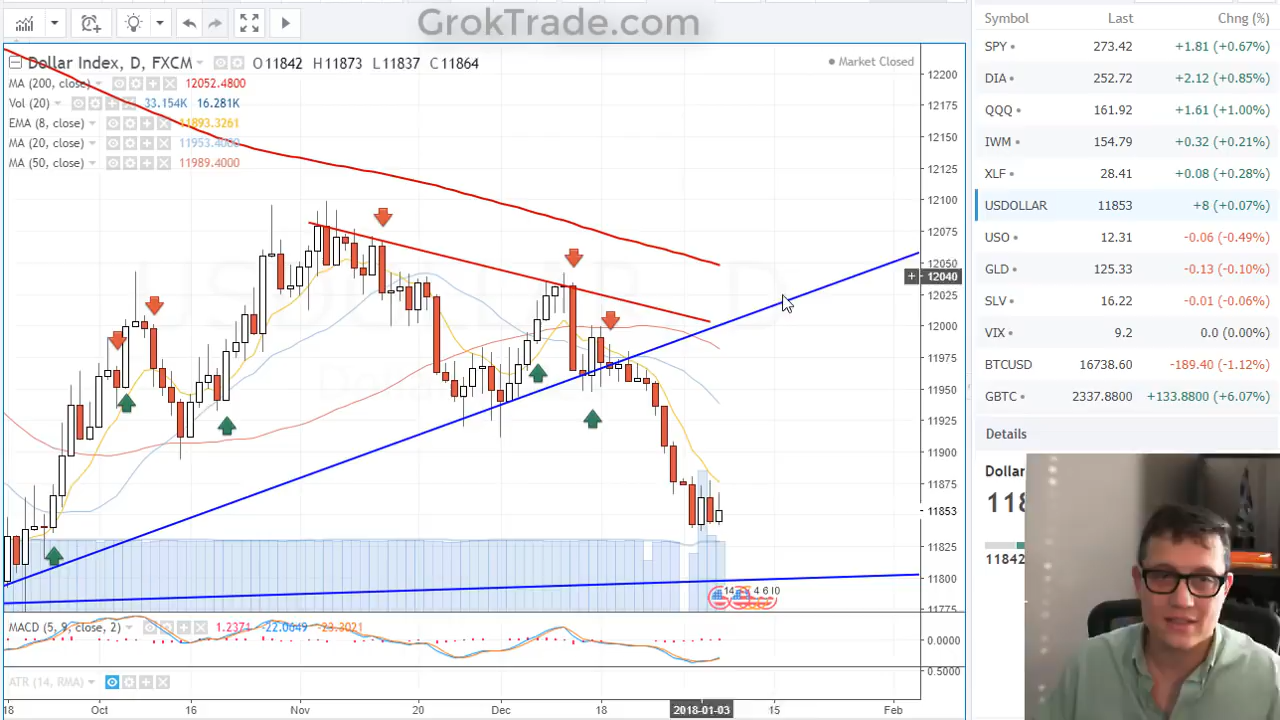 GrokTrade.com
Dollar Index, D, FXCM O11842 H11873 L11837 C11864
Market Closed
MA (200, close) 12052.4800
Vol (20) 33.154K 16.281K
EMA (8, close) 11893.3261
MA (20, close) 11953.4000
MA (50, close) 11989.4000
12200
12175
12150
12125
12100
12075
12050
12040
12025
12000
11975
11950
11925
11900
11875
11853
11825
11800
11775
MACD (5, 9, close, 2) 1.2371 -22.0649 -23.3021
0.0000
ATR (14, RMA)
0.5000
18 Oct 16 Nov 20 Dec 18 2018-01-03 15 Feb
Symbol Last Chng (%)
SPY 273.42 +1.81 (+0.67%)
DIA 252.72 +2.12 (+0.85%)
QQQ 161.92 +1.61 (+1.00%)
IWM 154.79 +0.32 (+0.21%)
XLF 28.41 +0.08 (+0.28%)
USDOLLAR 11853 +8 (+0.07%)
USO 12.31 -0.06 (-0.49%)
GLD 125.33 -0.13 (-0.10%)
SLV 16.22 -0.01 (-0.06%)
VIX 9.2 0.0 (0.00%)
BTCUSD 16738.60 -189.40 (-1.12%)
GBTC 2337.8800 +133.8800 (+6.07%)
Details
Dollar
118
11842